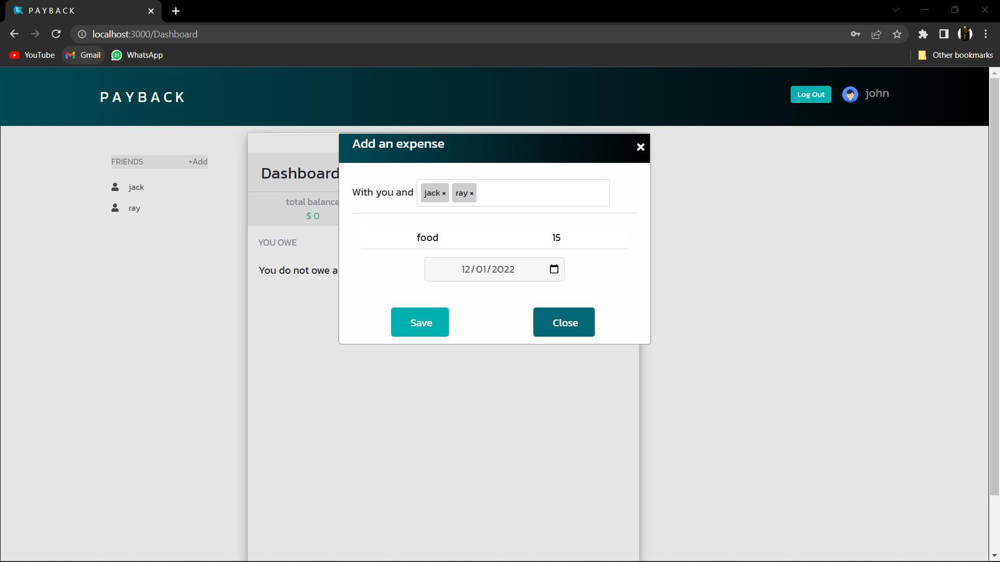 PAYBACK
localhost:3000/Dashboard
YouTube Gmail 21 WhatsApp Other bookmarks
PAYBACK
Log Out john
Add an expense
FRIENDS +Add
Dashboard
jack
With you and jack × ray ×
total balance
ray
$ 0
food 15
YOU OWE
You do not owe a
12/01/2022
Save Close